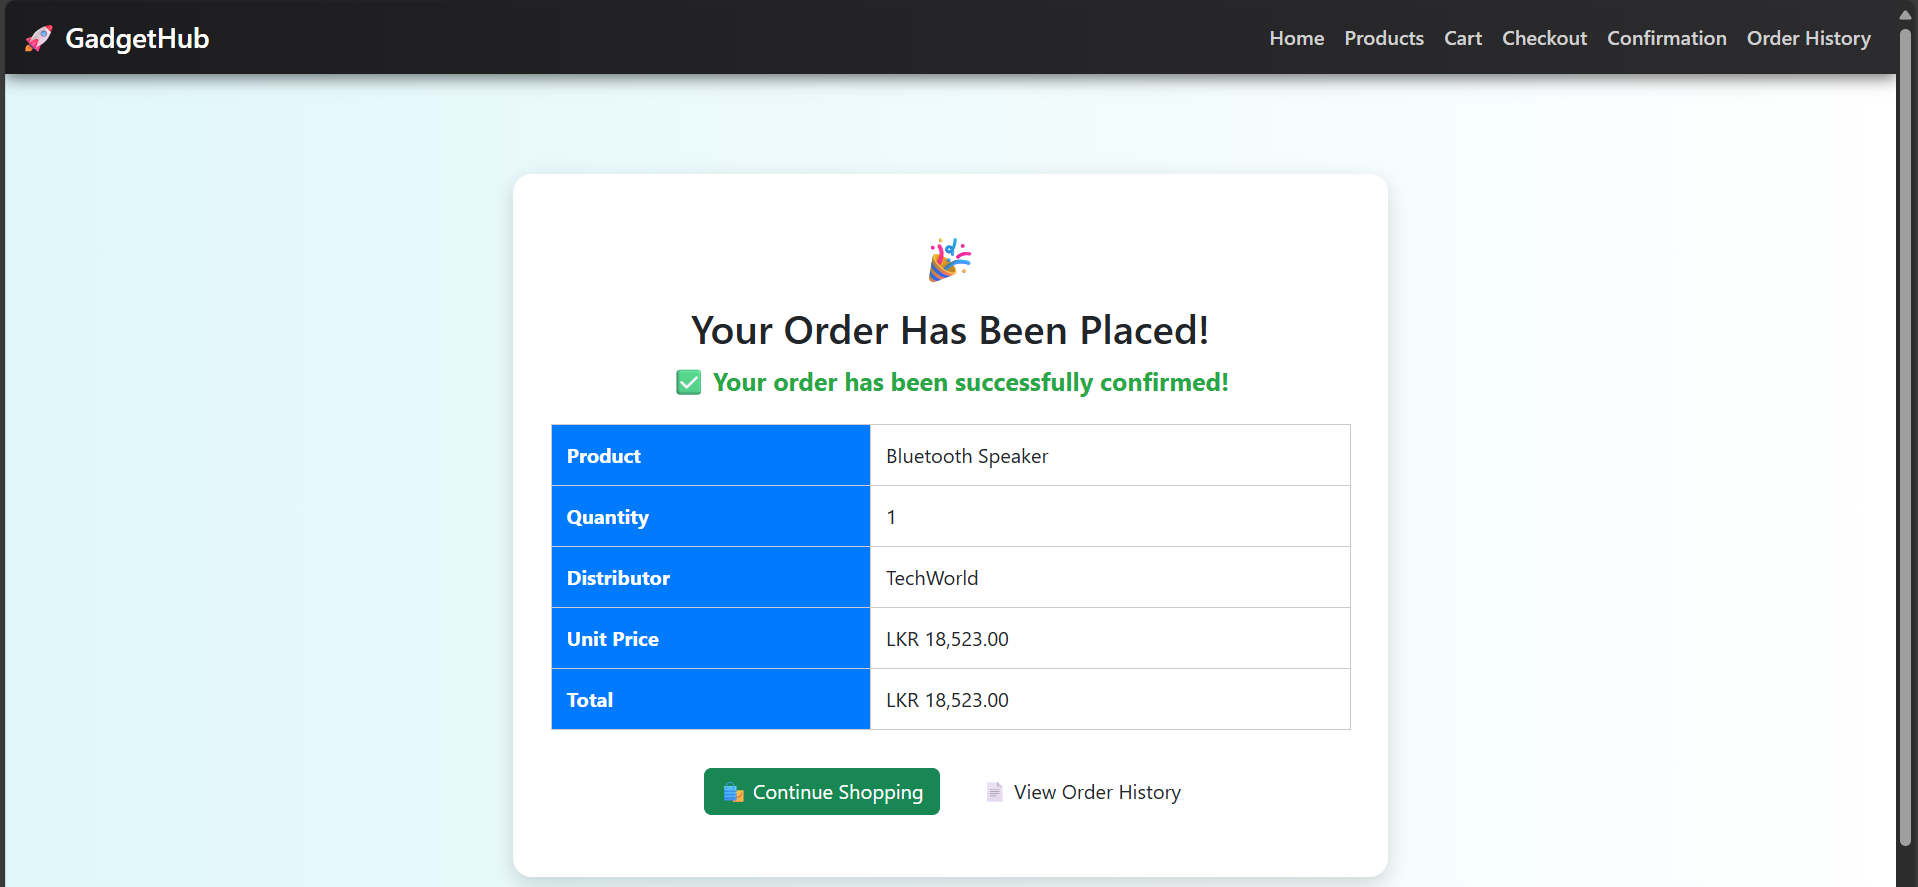 GadgetHub
Home Products Cart Checkout Confirmation Order History
Your Order Has Been Placed!
Your order has been successfully confirmed!
Product Bluetooth Speaker
Quantity 1
Distributor TechWorld
Unit Price LKR 18,523.00
Total LKR 18,523.00
Continue Shopping View Order History